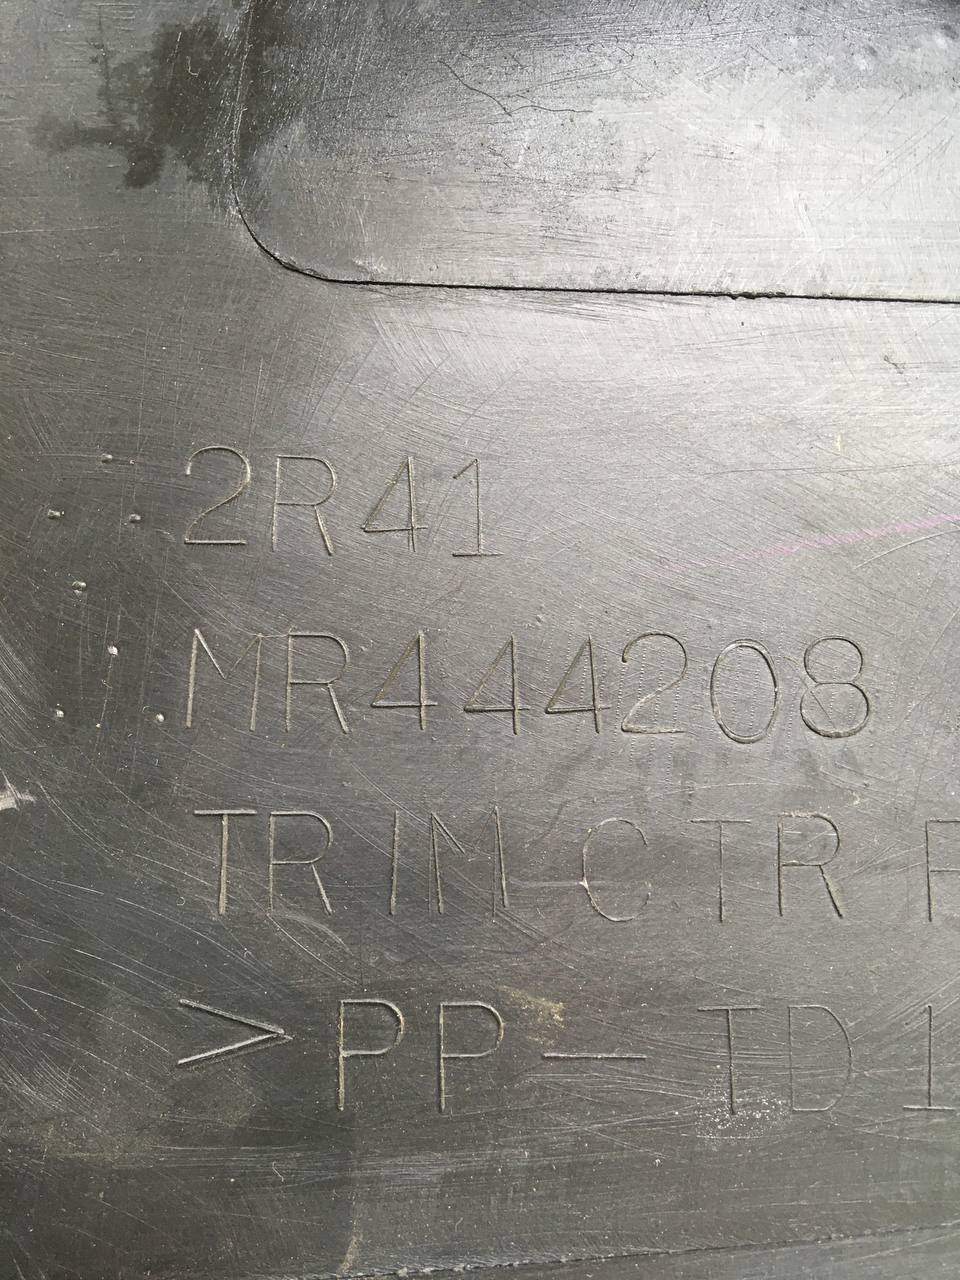 2R41
MR444208
TRIM CTR
>PP-TD1